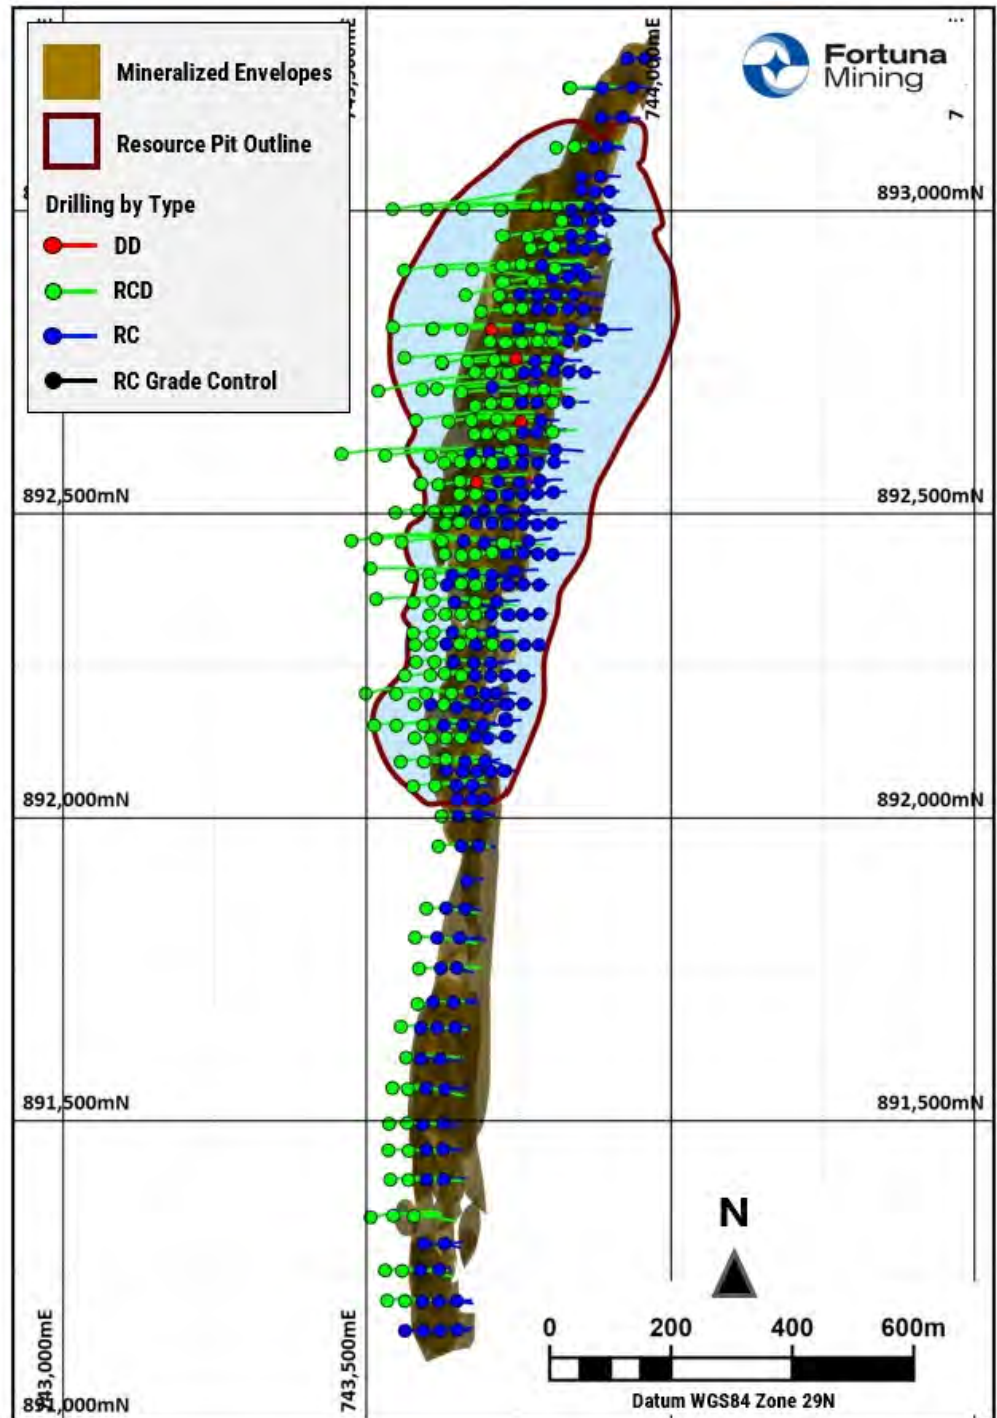 Mineralized Envelopes
Resource Pit Outline
Drilling by Type
DD
RCD
RC
RC Grade Control
744,000mE
Fortuna
Mining
...
7
893,000mN
892,500mN
892,500mN
892,000mN
892,000mN
891,500mN
891,500mN
N
743,500mE
0 200 400 600m
Datum WGS84 Zone 29N